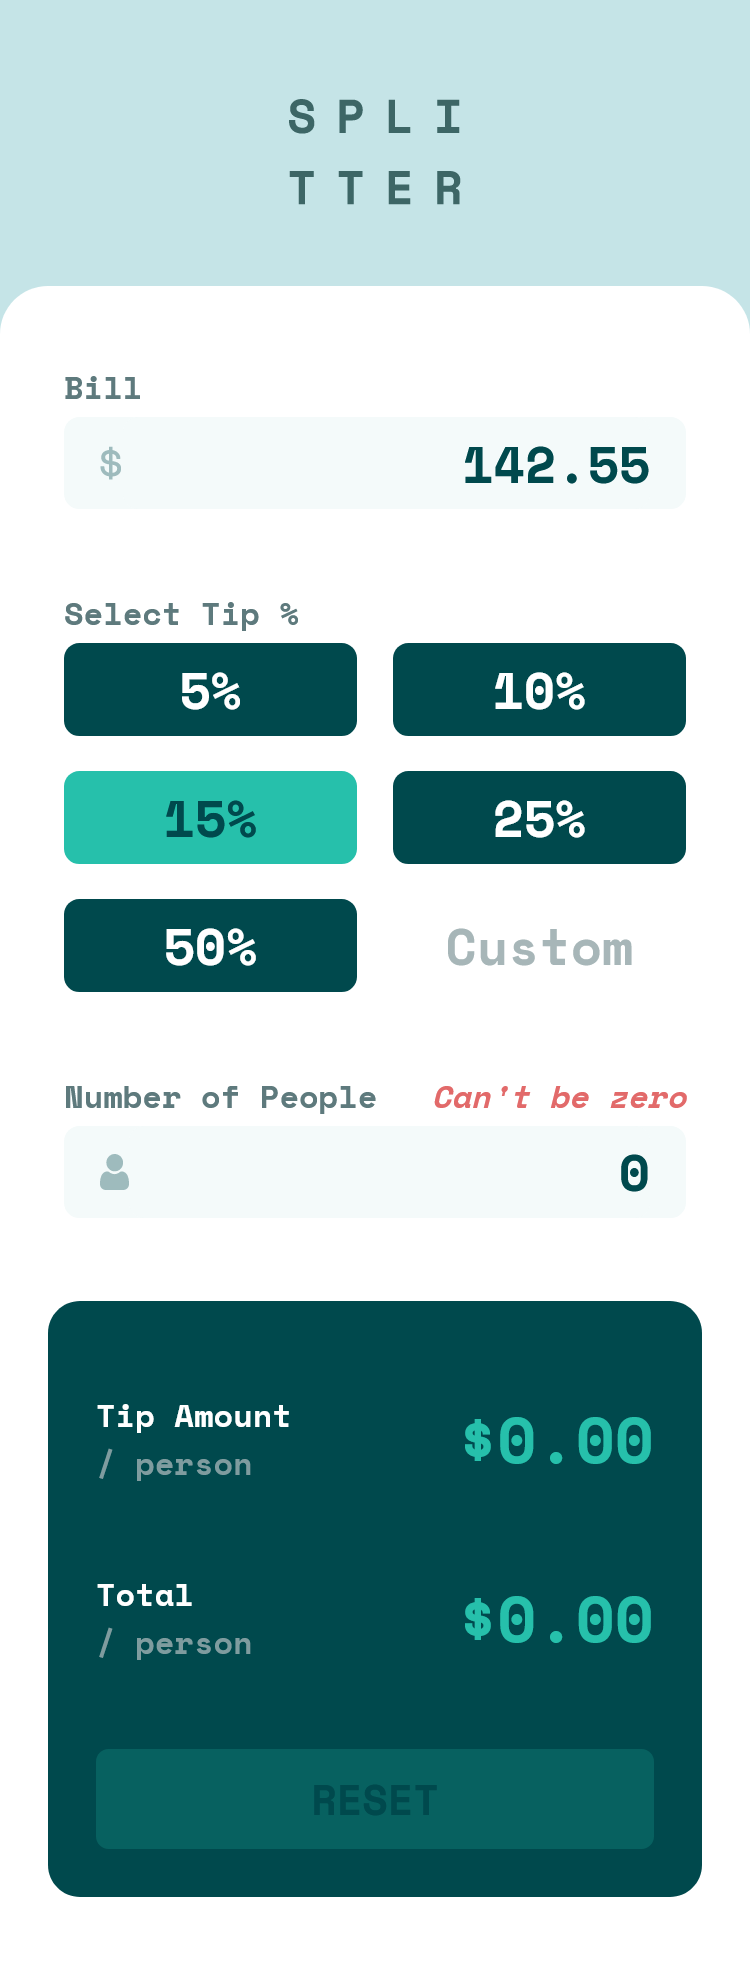 SPLI
TTER
Bill
$ 142.55
Select Tip %
5% 10%
15% 25%
50% Custom
Number of People Can't be zero
0
Tip Amount
/ person
$0.00
Total
/ person
$0.00
RESET